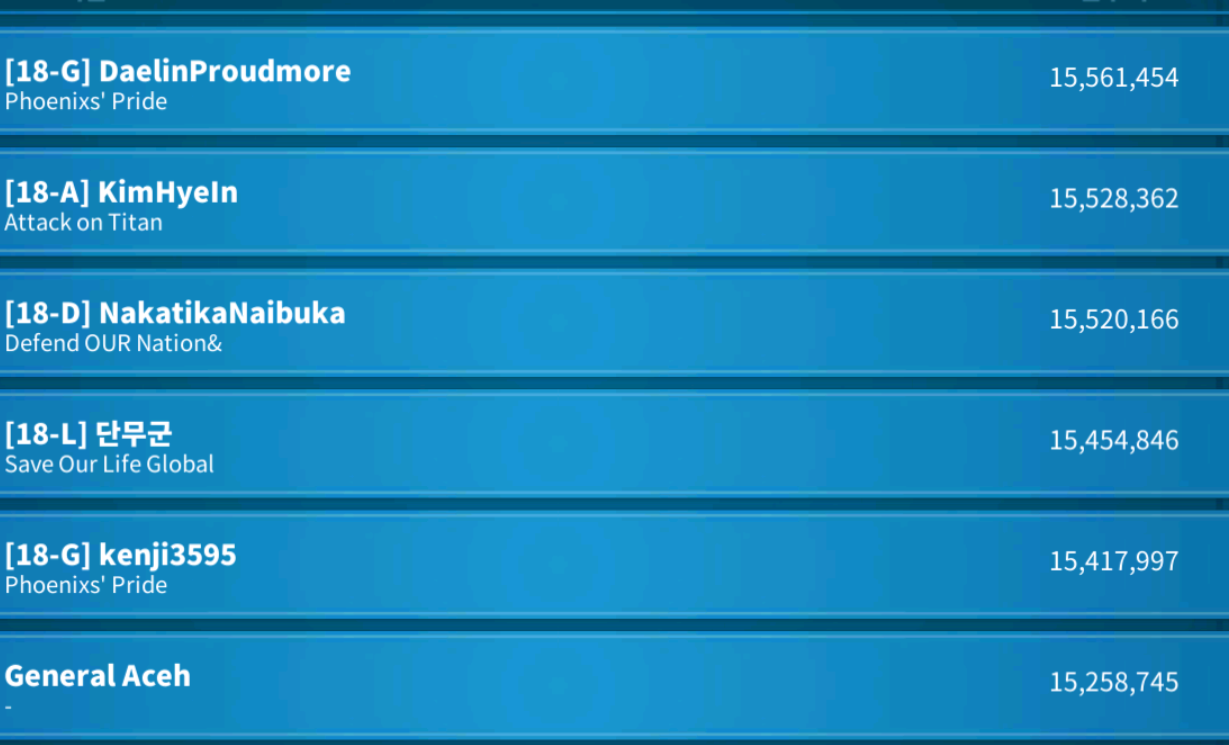 [18-G] DaelinProudmore
15,561,454
Phoenixs' Pride
[18-A] KimHyeIn
15,528,362
Attack on Titan
[18-D] NakatikaNaibuka
15,520,166
Defend OUR Nation&
[18-L] 단무군
15,454,846
Save Our Life Global
[18-G] kenji3595
15,417,997
Phoenixs' Pride
General Aceh
15,258,745
-